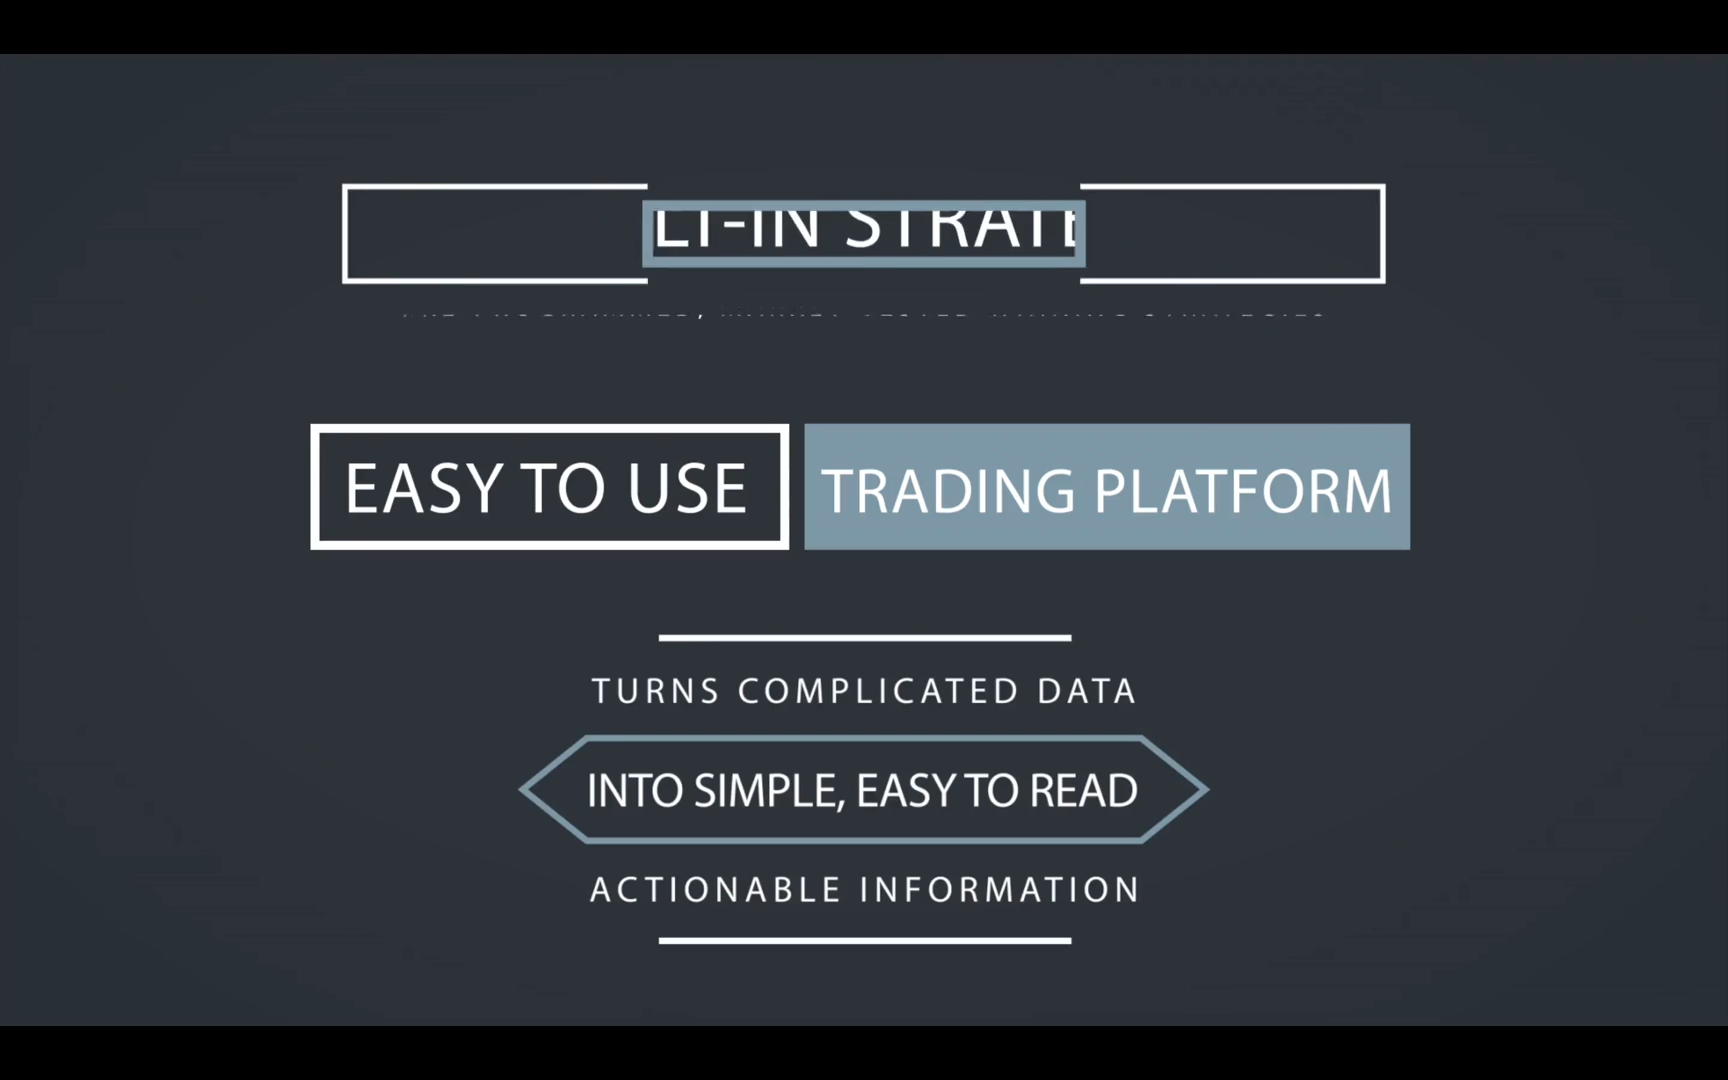 LT-IN STRATE
EASY TO USE TRADING PLATFORM
TURNS COMPLICATED DATA
INTO SIMPLE, EASY TO READ
ACTIONABLE INFORMATION